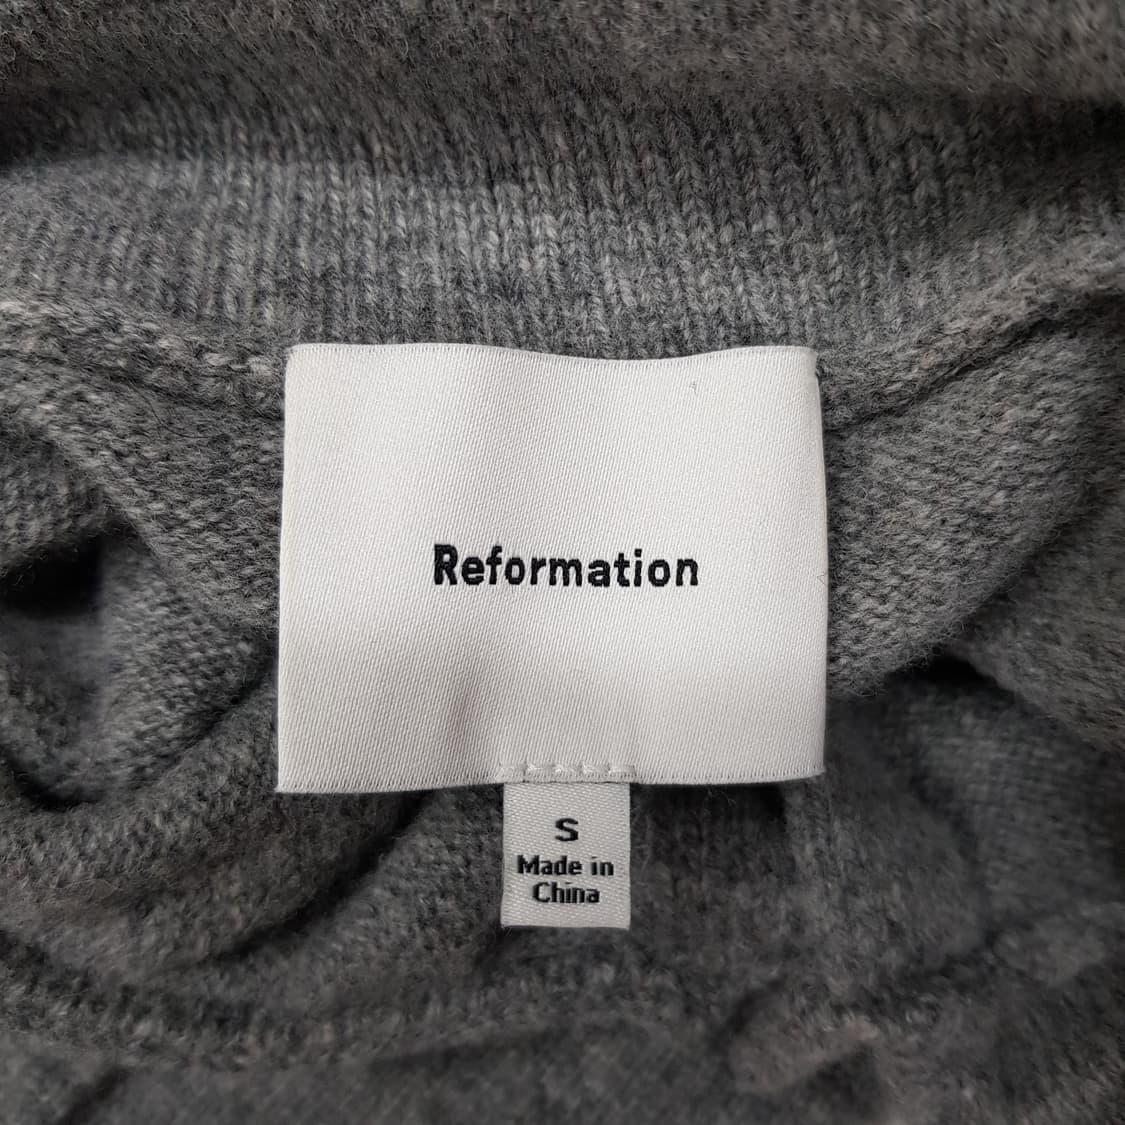 Reformation
S
Made in
China